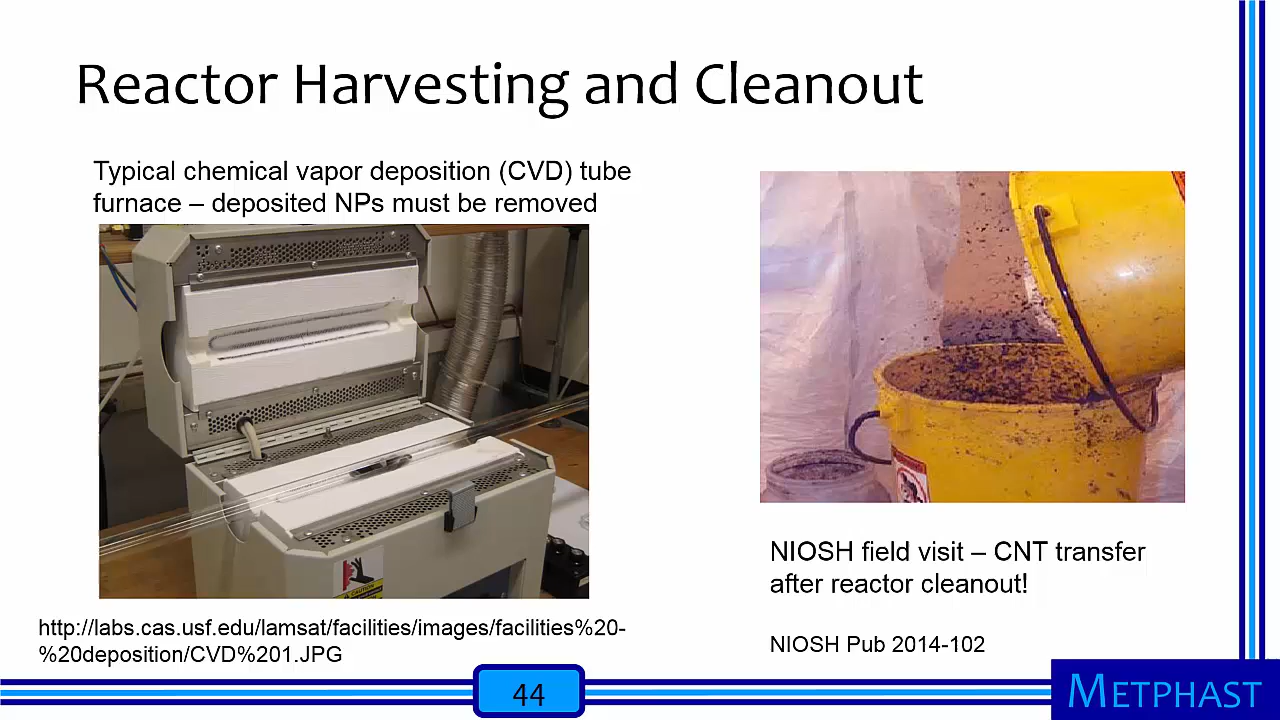 Reactor Harvesting and Cleanout
Typical chemical vapor deposition (CVD) tube
furnace – deposited NPs must be removed
CAUTION
http://labs.cas.usf.edu/lamsat/facilities/images/facilities%20-
%20deposition/CVD%201.JPG
NIOSH field visit – CNT transfer
after reactor cleanout!
NIOSH Pub 2014-102
44
METPHAST